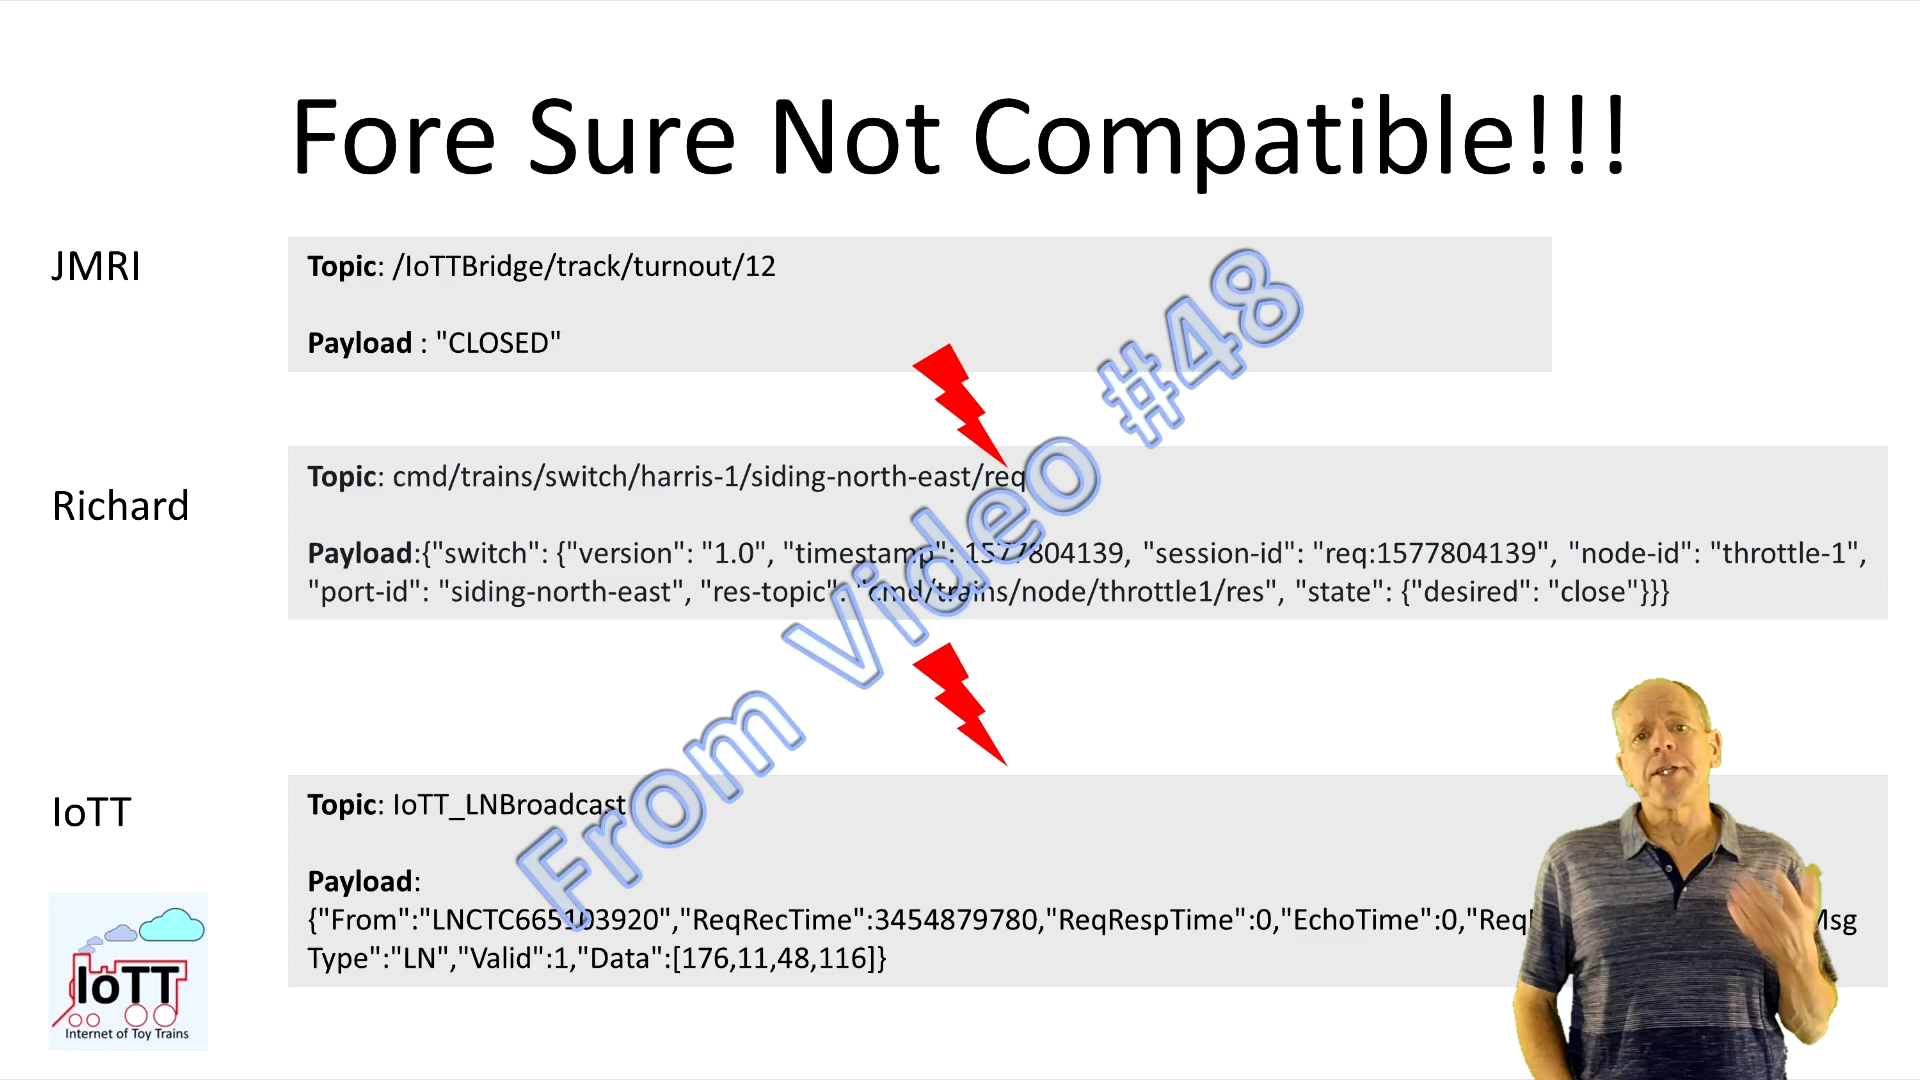 Fore Sure Not Compatible!!!
JMRI
Topic: /IoTTBridge/track/turnout/12
Payload : "CLOSED"
Richard
Topic: cmd/trains/switch/harris-1/siding-north-east/req
Payload:{"switch": {"version": "1.0", "timestamp": 1577804139, "session-id": "req:1577804139", "node-id": "throttle-1",
"port-id": "siding-north-east", "res-topic": "cmd/trains/node/throttle1/res", "state": {"desired": "close"}}}
IoTT
Topic: IoTT_LNBroadcast
Payload:
{"From":"LNCTC665103920","ReqRecTime":3454879780,"ReqRespTime":0,"EchoTime":0,
Type":"LN","Valid":1,"Data":[176,11,48,116]}
From Video #48
IoTT
Internet of Toy Trains